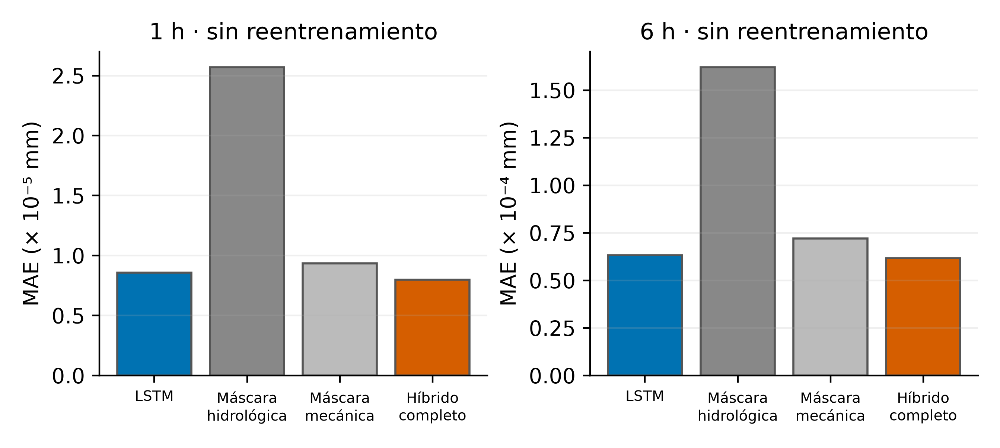 1 h · sin reentrenamiento
MAE (× 10⁻⁵ mm)
2.5
2.0
1.5
1.0
0.5
0.0
LSTM
Máscara
hidrológica
Máscara
mecánica
Híbrido
completo
6 h · sin reentrenamiento
MAE (× 10⁻⁴ mm)
1.50
1.25
1.00
0.75
0.50
0.25
0.00
LSTM
Máscara
hidrológica
Máscara
mecánica
Híbrido
completo